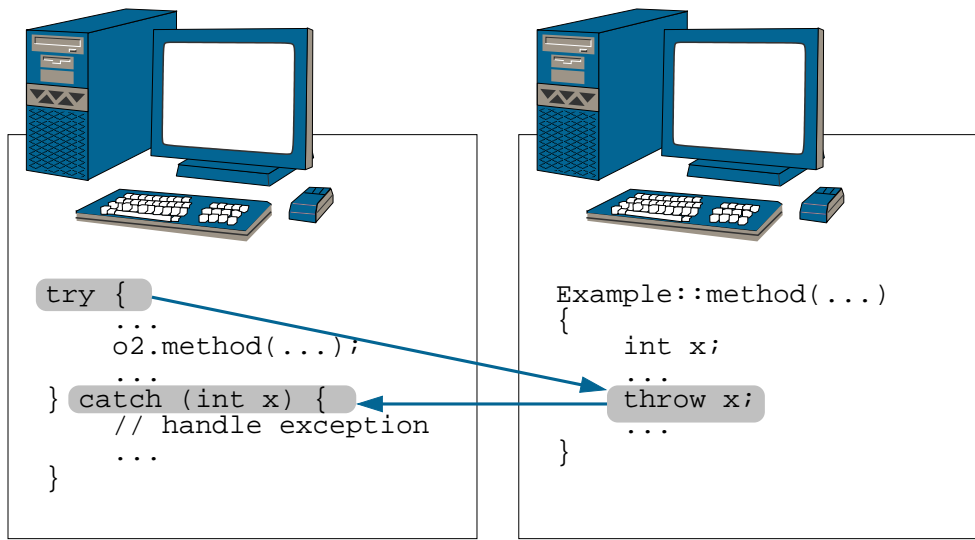 try {
...
o2.method(...);
...
} catch (int x) {
// handle exception
...
}
Example::method(...)
{
int x;
...
throw x;
...
}